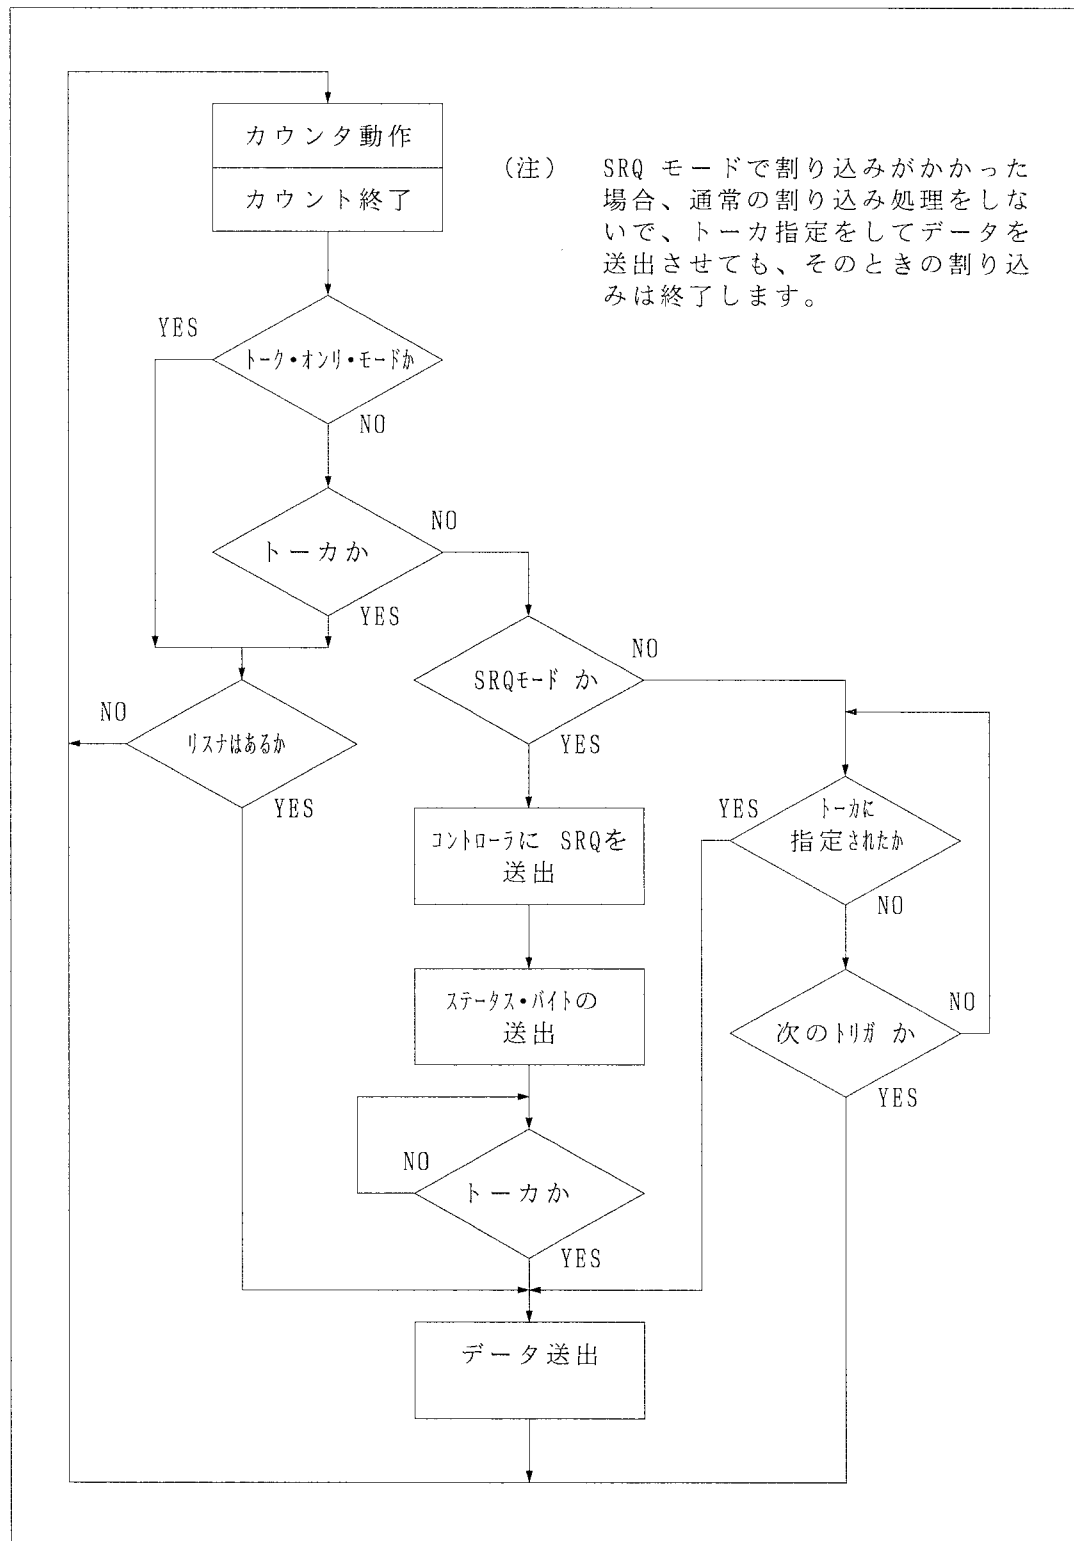 カウンタ動作
カウント終了
(注) SRQ モードで割り込みがかかった
場合、通常の割り込み処理をしな
いで、トーカ指定をしてデータを
送出させても、そのときの割り込
みは終了します。
YES
トーク・オンリ・モードか
NO
トーカか
NO
YES
SRQモード か
NO
YES
NO
リスナはあるか
YES
コントローラに SRQを
送出
YES
トーカに
指定されたか
NO
ステータス・バイトの
送出
次のトリガ か
NO
YES
NO
トーカか
YES
データ送出